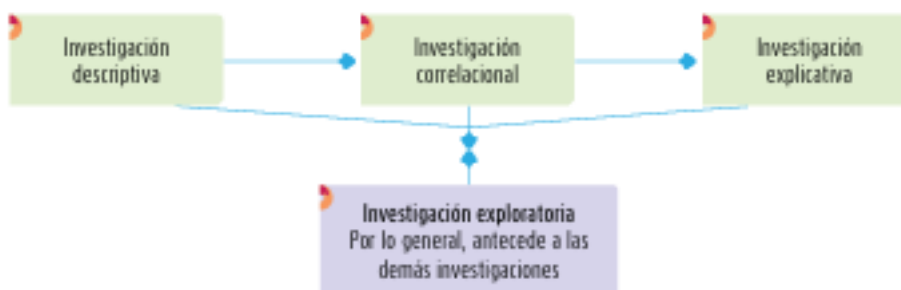 Investigación
descriptiva
Investigación
correlacional
Investigación
explicativa
Investigación exploratoria
Por lo general, antecede a las
demás investigaciones